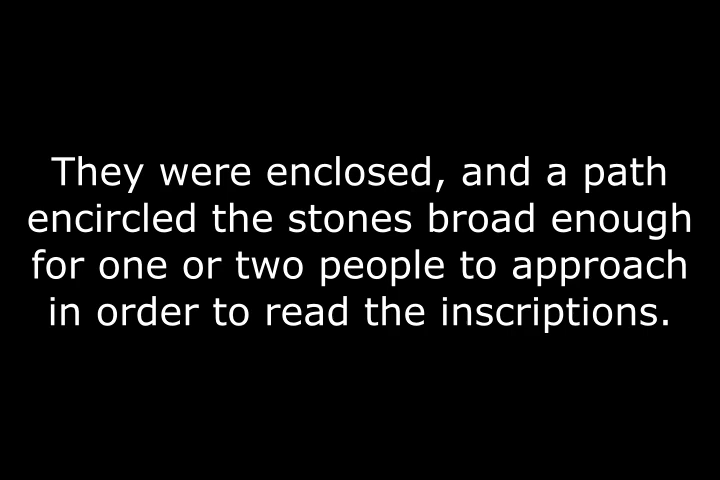 They were enclosed, and a path
encircled the stones broad enough
for one or two people to approach
in order to read the inscriptions.